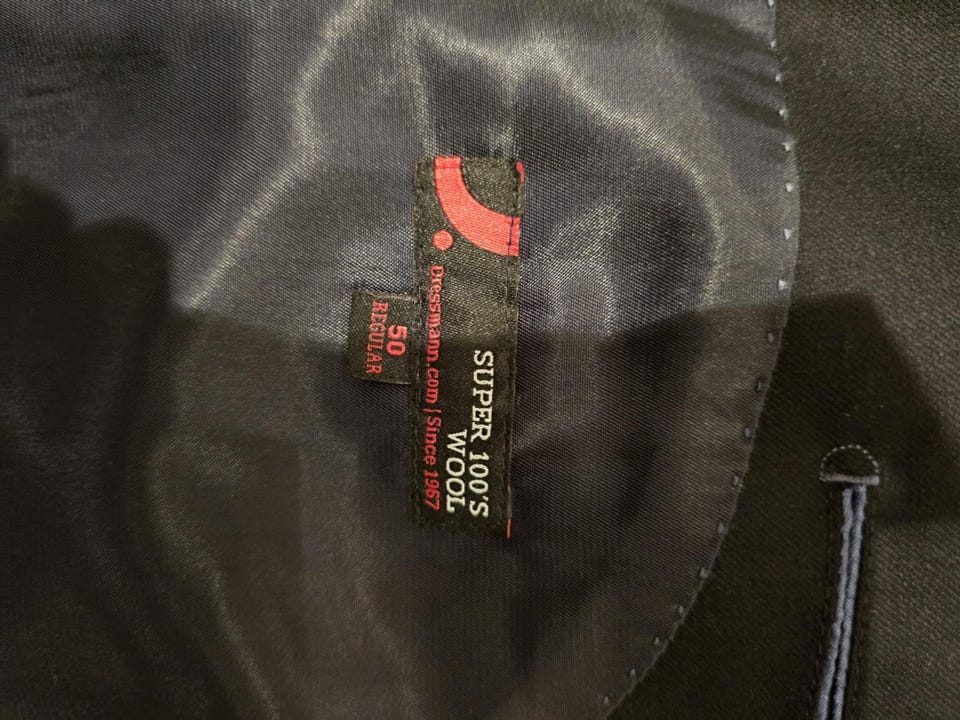 SUPER 100'S
WOOL
Dressmann.com | Since 1967
50
REGULAR